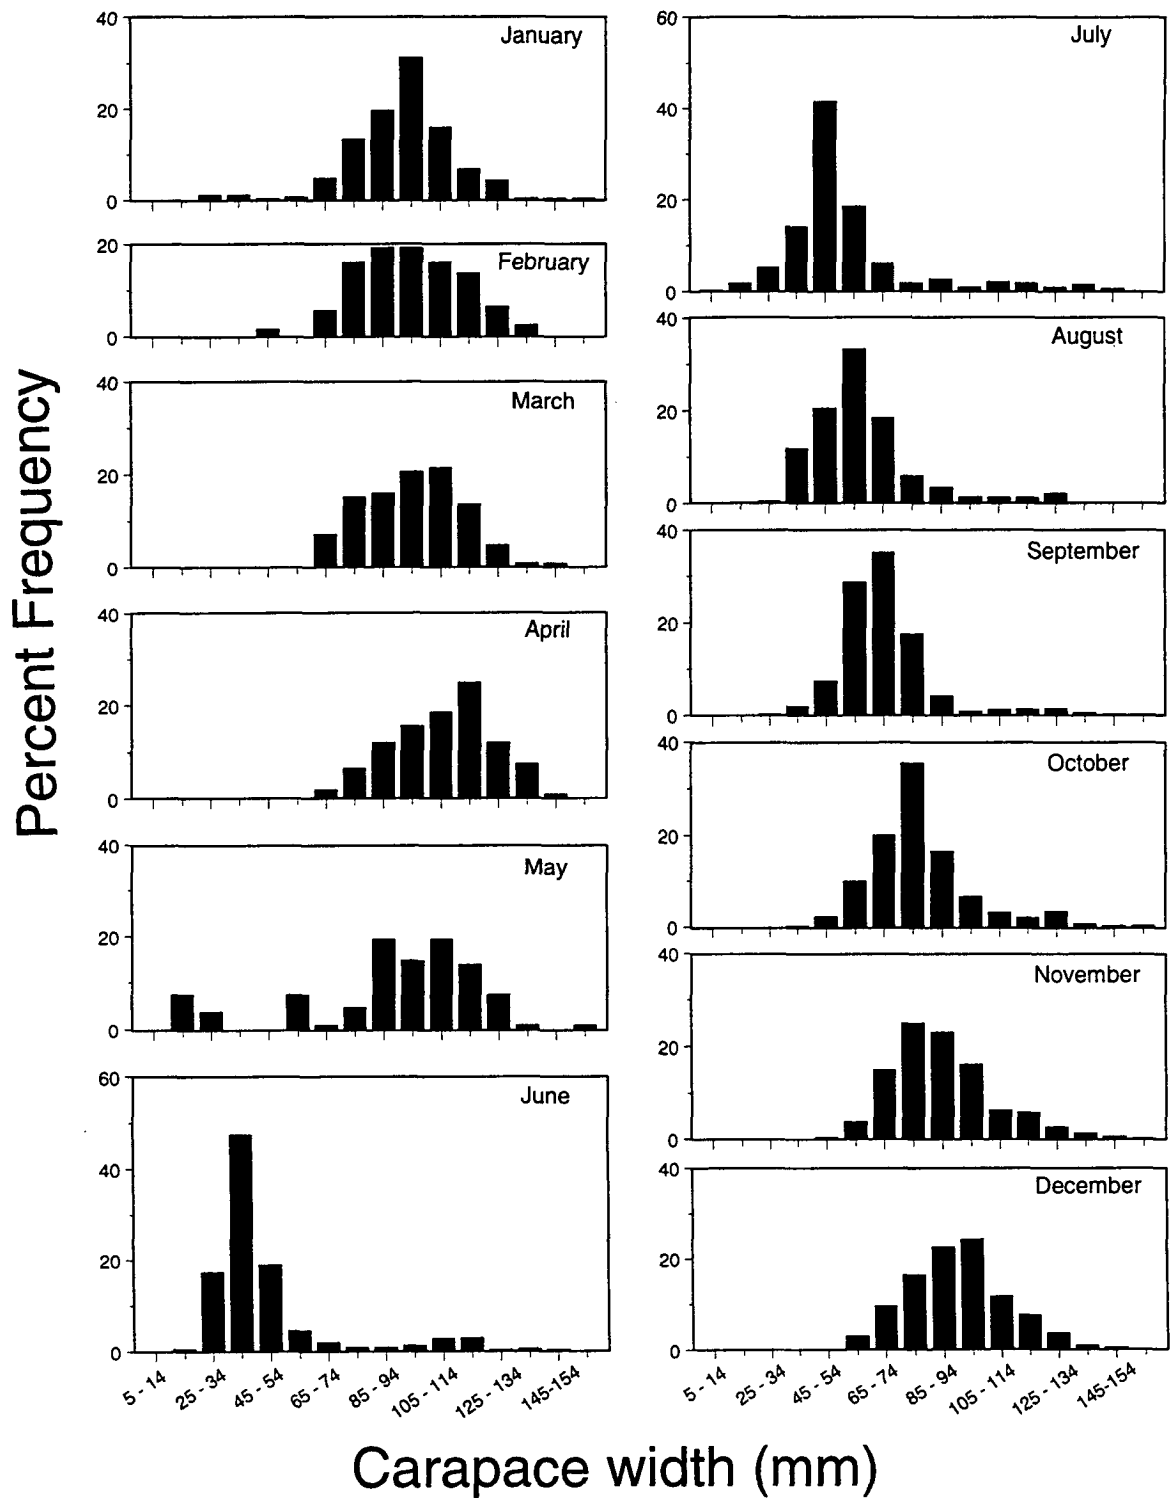 Percent Frequency
40
20
0
January
20
0
February
40
20
0
March
40
20
0
April
40
20
0
May
60
40
20
0
June
5 - 14
25 - 34
45 - 54
65 - 74
85 - 94
105 - 114
125 - 134
145-154
60
40
20
0
July
40
20
0
August
40
20
0
September
40
20
0
October
40
20
0
November
40
20
0
December
5 - 14
25 - 34
45 - 54
65 - 74
85 - 94
105 - 114
125 - 134
145-154
Carapace width (mm)